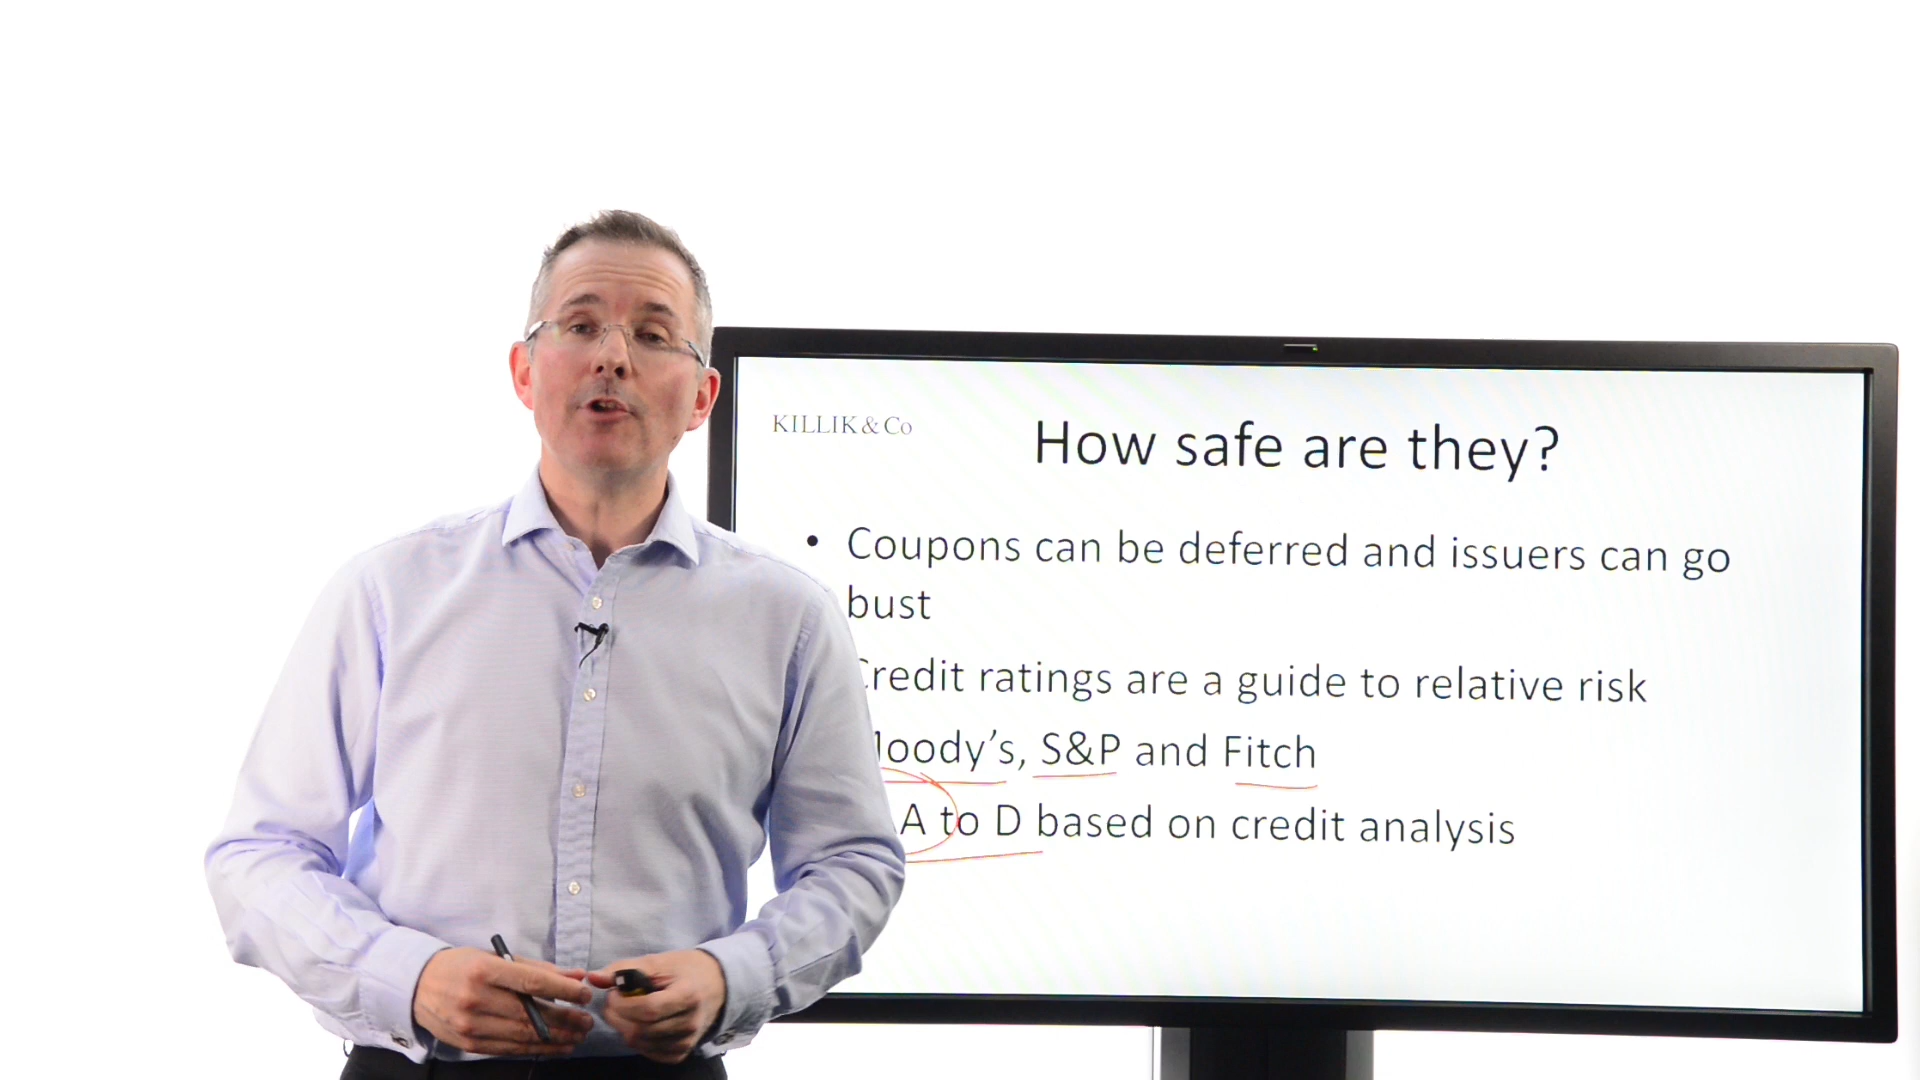 KILLIK & Co
How safe are they?
• Coupons can be deferred and issuers can go
bust
redit ratings are a guide to relative risk
oody's, S&P and Fitch
A to D based on credit analysis